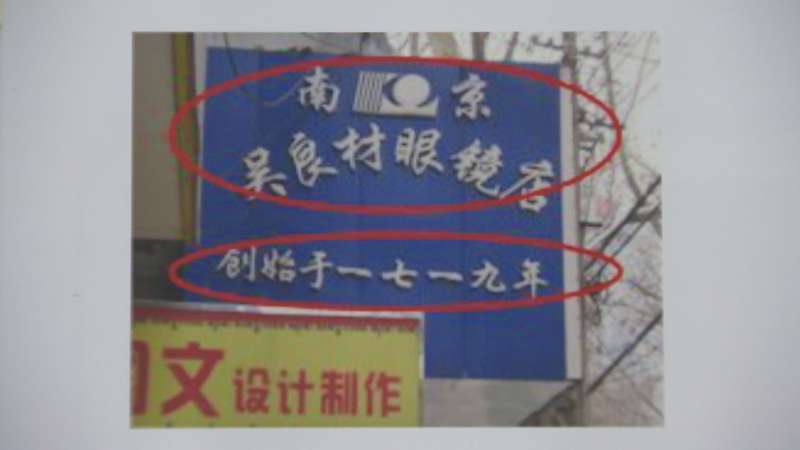 南京
吴良材眼镜店
创始于一七一九年
文设计制作